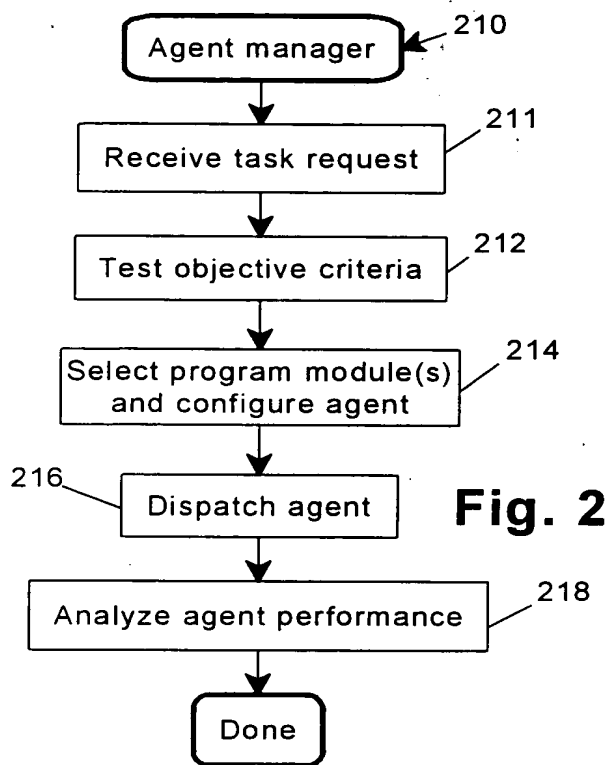 Agent manager
210
Receive task request
211
Test objective criteria
212
Select program module(s)
and configure agent
214
216
Dispatch agent
Fig. 2
Analyze agent performance
218
Done